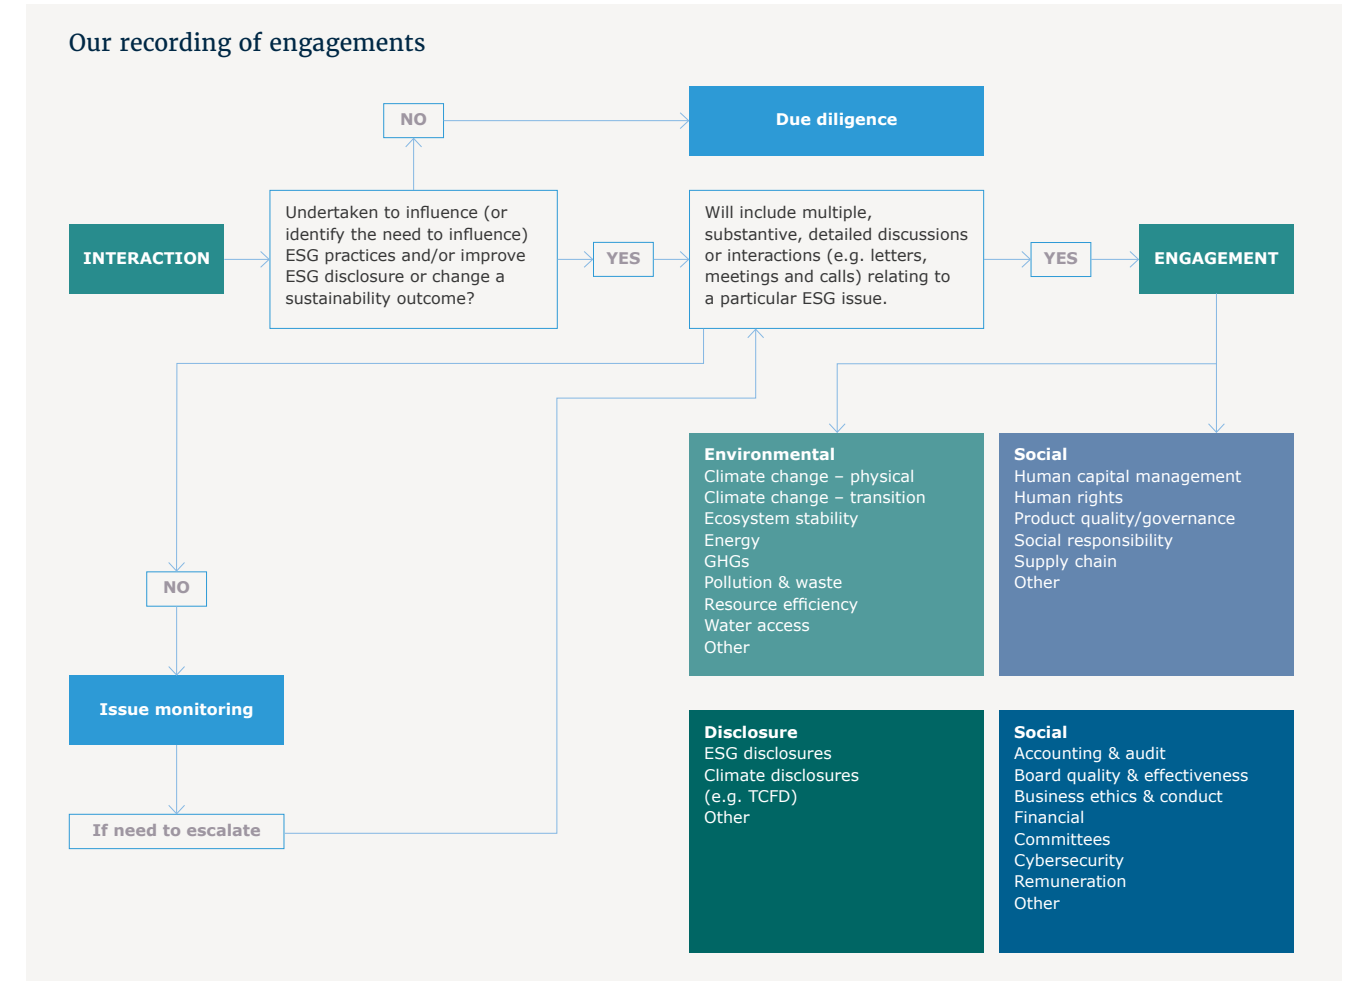 Our recording of engagements
NO
Due diligence
INTERACTION
Undertaken to influence (or
identify the need to influence)
ESG practices and/or improve
ESG disclosure or change a
sustainability outcome?
YES
Will include multiple,
substantive, detailed discussions
or interactions (e.g. letters,
meetings and calls) relating to
a particular ESG issue.
YES
ENGAGEMENT
Environmental
Climate change – physical
Climate change – transition
Ecosystem stability
Energy
GHGs
Pollution & waste
Resource efficiency
Water access
Other
Social
Human capital management
Human rights
Product quality/governance
Social responsibility
Supply chain
Other
NO
Issue monitoring
If need to escalate
Disclosure
ESG disclosures
Climate disclosures
(e.g. TCFD)
Other
Social
Accounting & audit
Board quality & effectiveness
Business ethics & conduct
Financial
Committees
Cybersecurity
Remuneration
Other